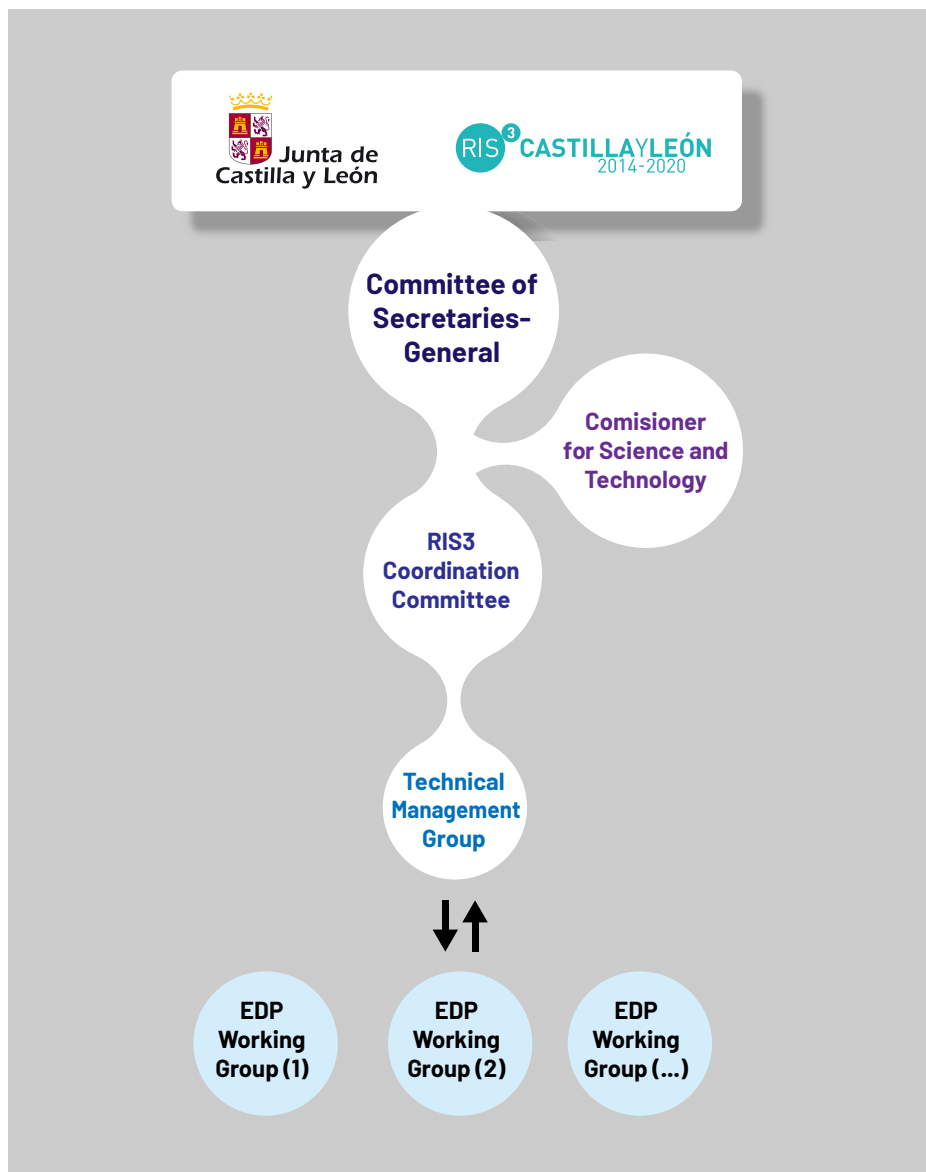 Junta de
Castilla y León
RIS3 CASTILLAYLEÓN
2014-2020
Committee of
Secretaries-
General
Comisioner
for Science and
Technology
RIS3
Coordination
Committee
Technical
Management
Group
EDP
Working
Group (1)
EDP
Working
Group (2)
EDP
Working
Group (...)